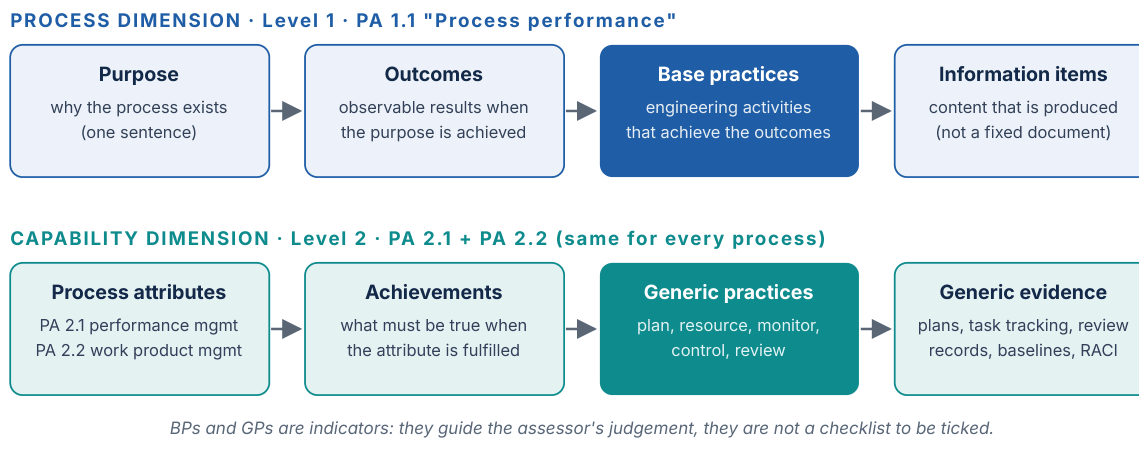 PROCESS DIMENSION · Level 1 · PA 1.1 "Process performance"
Purpose
why the process exists
(one sentence)
Outcomes
observable results when
the purpose is achieved
Base practices
engineering activities
that achieve the outcomes
Information items
content that is produced
(not a fixed document)
CAPABILITY DIMENSION · Level 2 · PA 2.1 + PA 2.2 (same for every process)
Process attributes
PA 2.1 performance mgmt
PA 2.2 work product mgmt
Achievements
what must be true when
the attribute is fulfilled
Generic practices
plan, resource, monitor,
control, review
Generic evidence
plans, task tracking, review
records, baselines, RACI
BPs and GPs are indicators: they guide the assessor's judgement, they are not a checklist to be ticked.